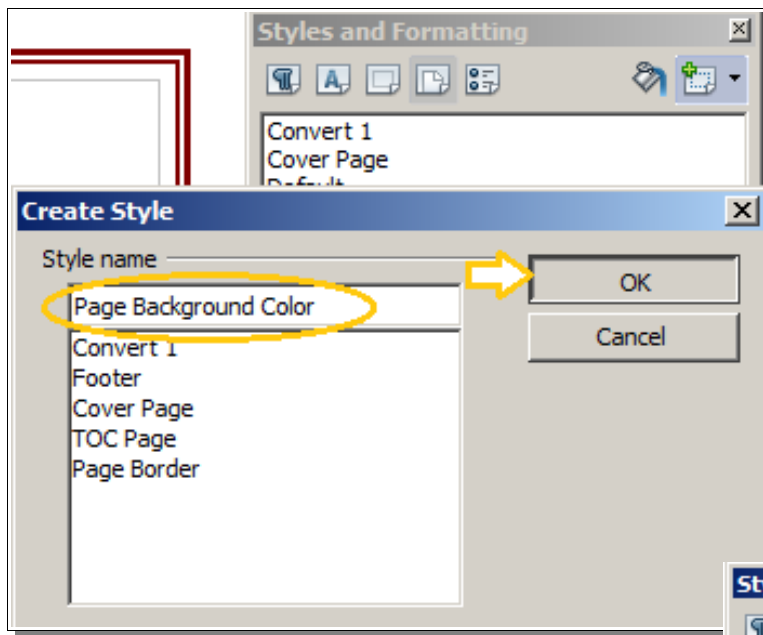 Styles and Formatting
Convert 1
Cover Page
Default
Create Style
Style name
OK
Page Background Color
Cancel
Convert 1
Footer
Cover Page
TOC Page
Page Border